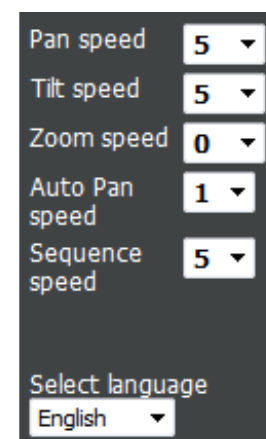 Pan speed 5
Tilt speed 5
Zoom speed 0
Auto Pan 1
speed
Sequence 5
speed
Select language
English